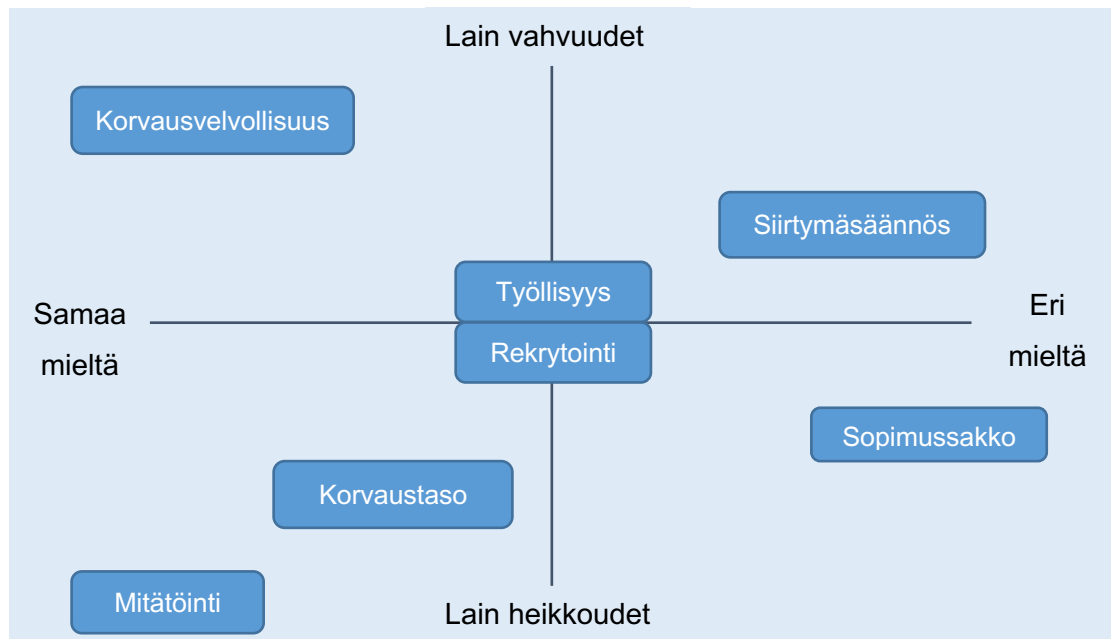 Lain vahvuudet
Korvausvelvollisuus
Siirtymäsäännös
Työllisyys
Samaa
mieltä
Eri
mieltä
Rekrytointi
Sopimussakko
Korvaustaso
Mitätöinti
Lain heikkoudet